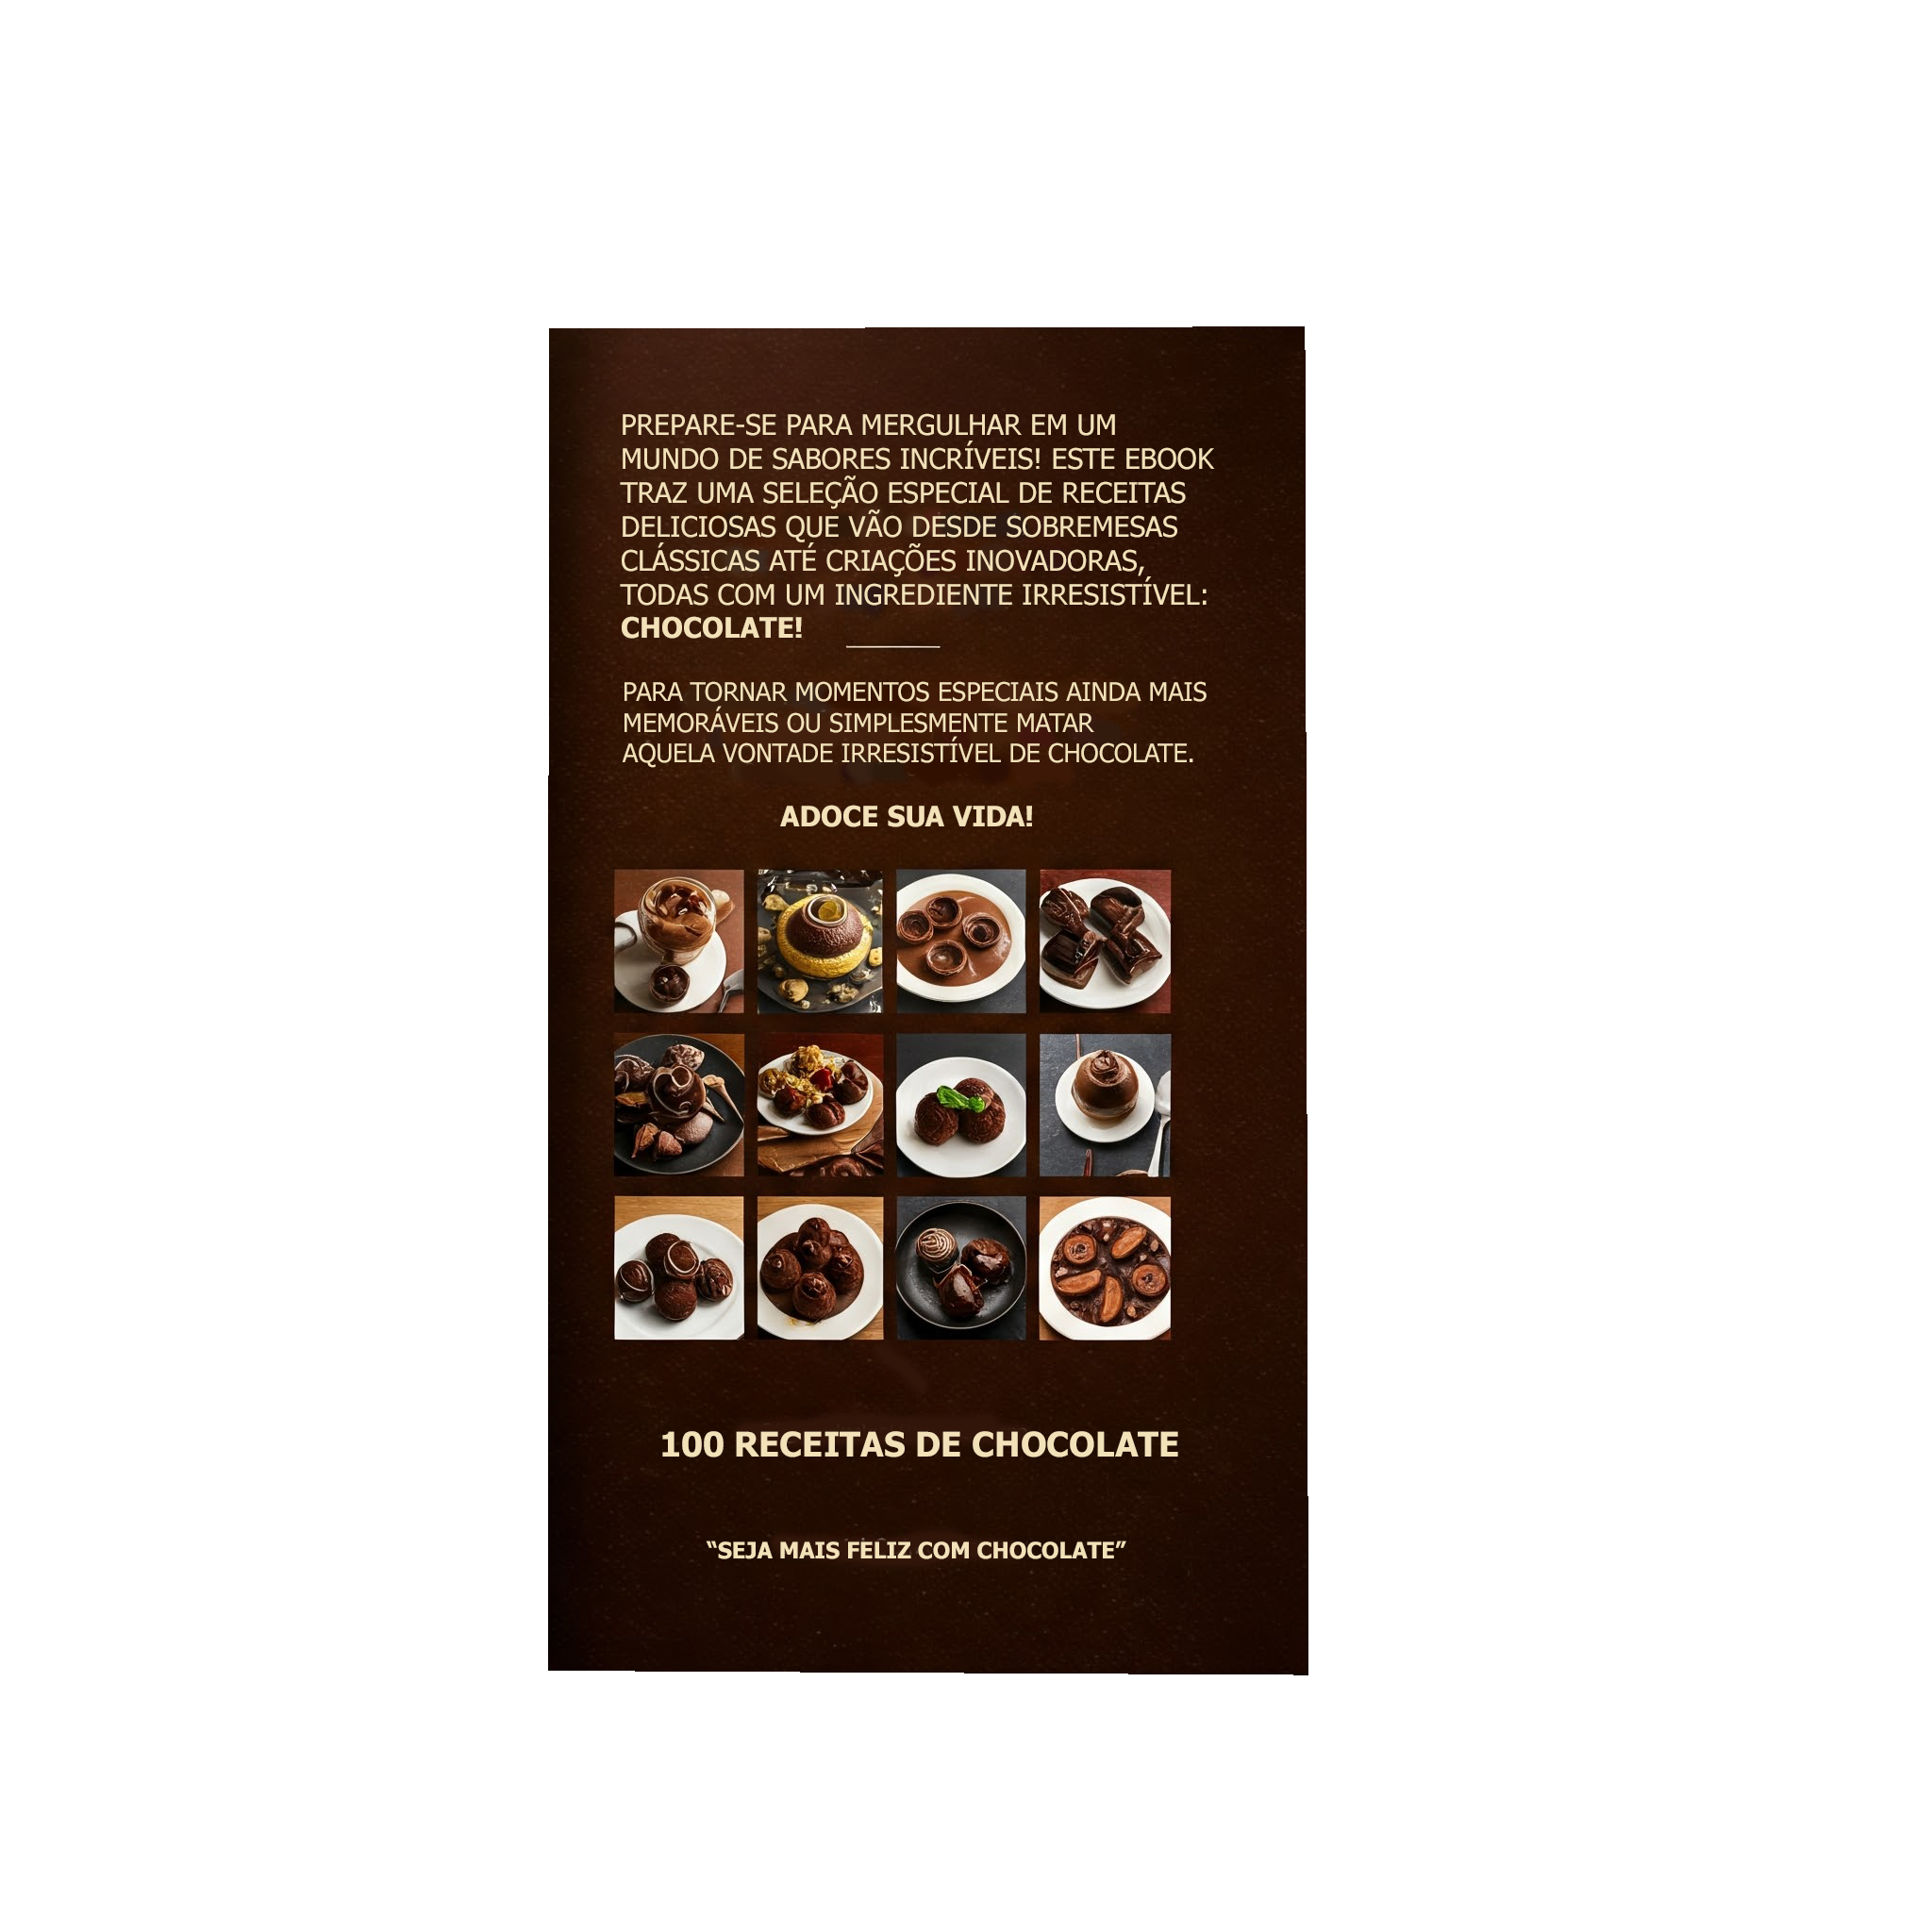 PREPARE-SE PARA MERGULHAR EM UM
MUNDO DE SABORES INCRÍVEIS! ESTE EBOOK
TRAZ UMA SELEÇÃO ESPECIAL DE RECEITAS
DELICIOSAS QUE VÃO DESDE SOBREMESAS
CLÁSSICAS ATÉ CRIAÇÕES INOVADORAS,
TODAS COM UM INGREDIENTE IRRESISTÍVEL:
CHOCOLATE!
PARA TORNAR MOMENTOS ESPECIAIS AINDA MAIS
MEMORÁVEIS OU SIMPLESMENTE MATAR
AQUELA VONTADE IRRESISTÍVEL DE CHOCOLATE.
ADOCE SUA VIDA!
100 RECEITAS DE CHOCOLATE
“SEJA MAIS FELIZ COM CHOCOLATE”